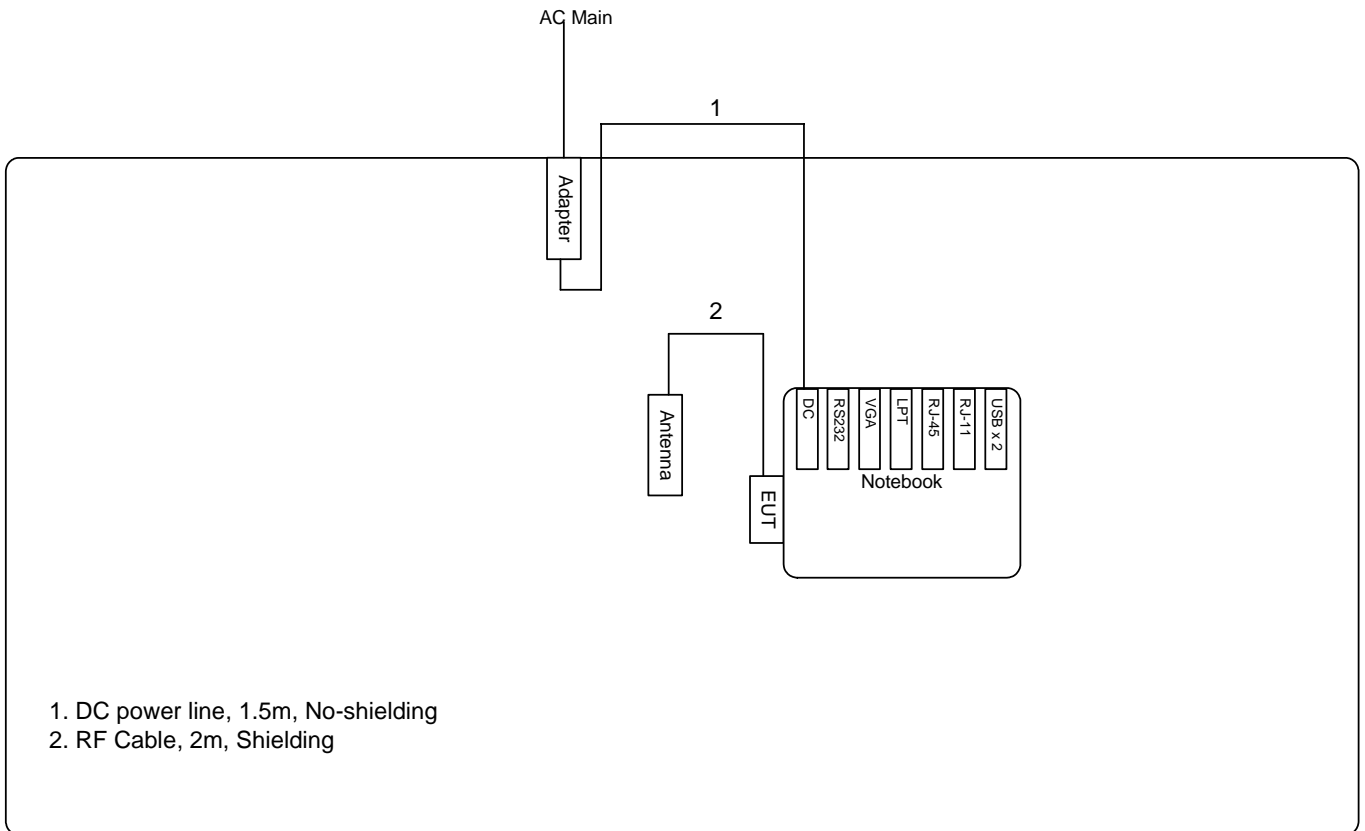 AC Main
1
Adapter
2
Antenna
EUT
DC
RS232
VGA
LPT
RJ-45
RJ-11
USB x 2
Notebook
1. DC power line, 1.5m, No-shielding
2. RF Cable, 2m, Shielding